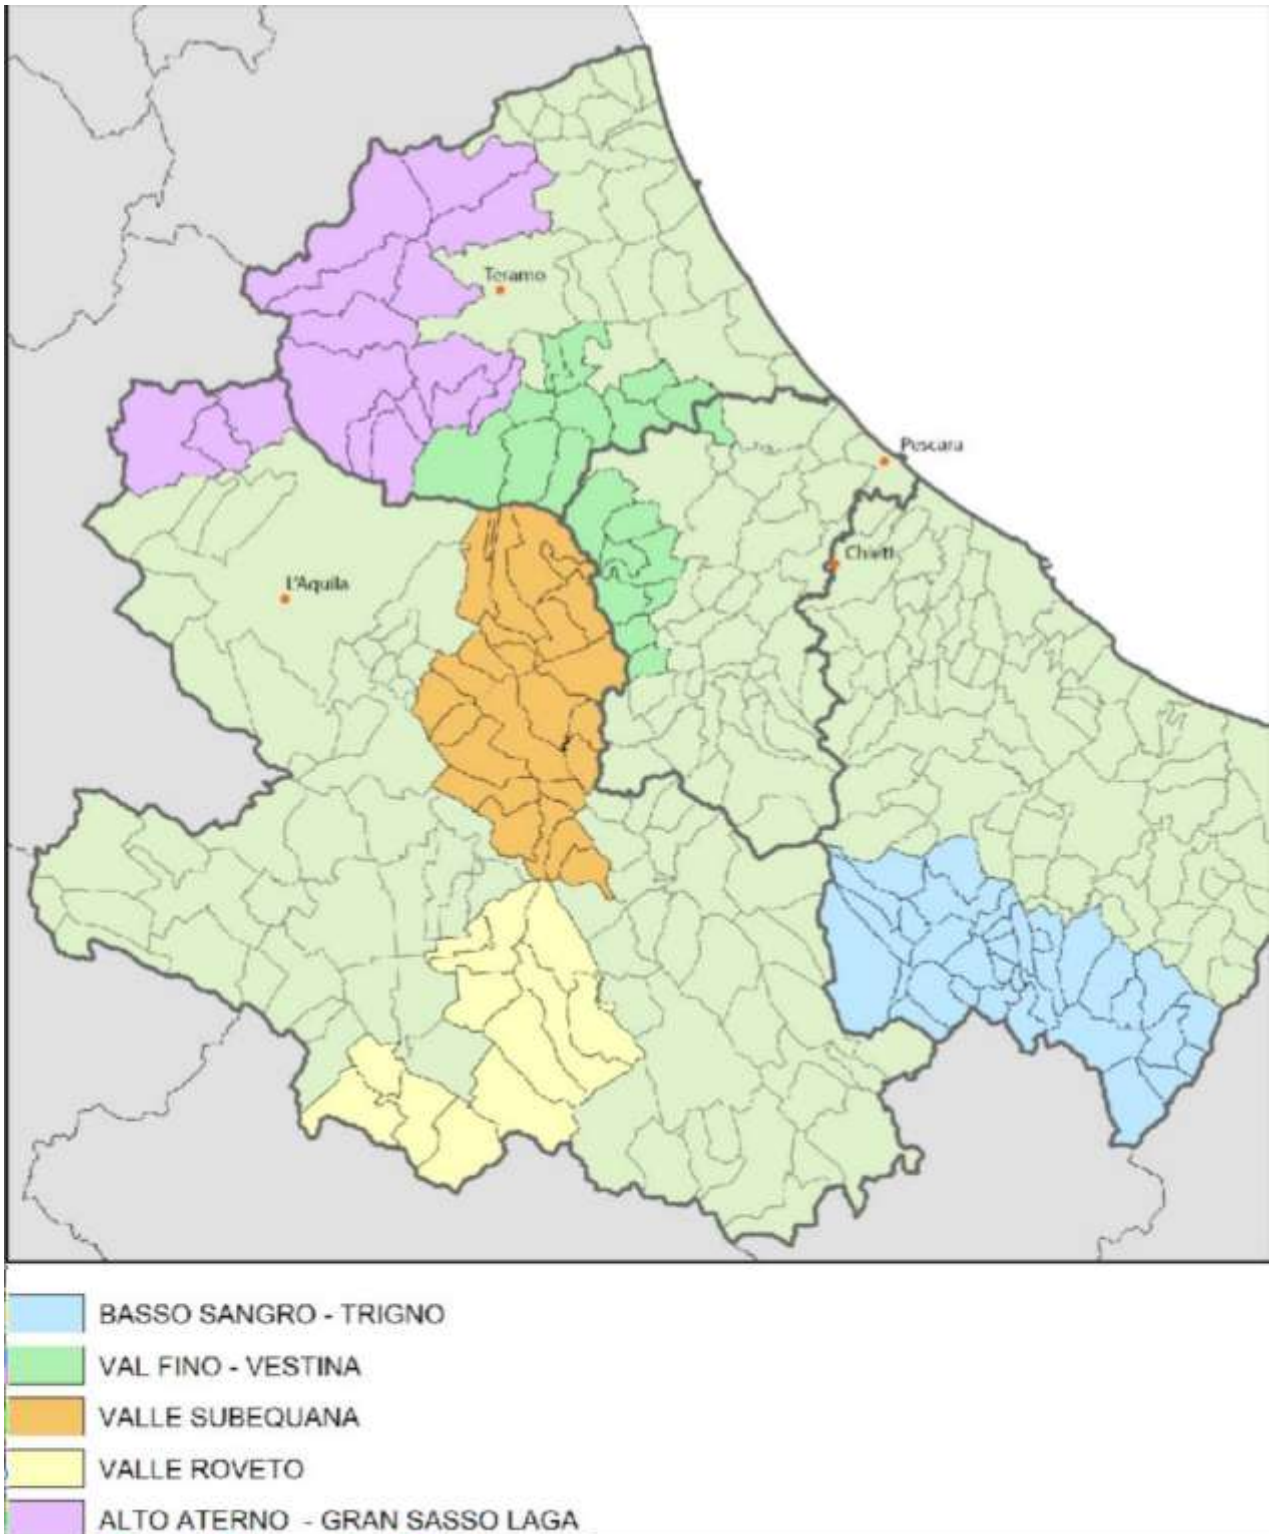 Teramo
Pescara
Chieti
L'Aquila
BASSO SANGRO - TRIGNO
VAL FINO - VESTINA
VALLE SUBEQUANA
VALLE ROVETO
ALTO ATERNO - GRAN SASSO LAGA